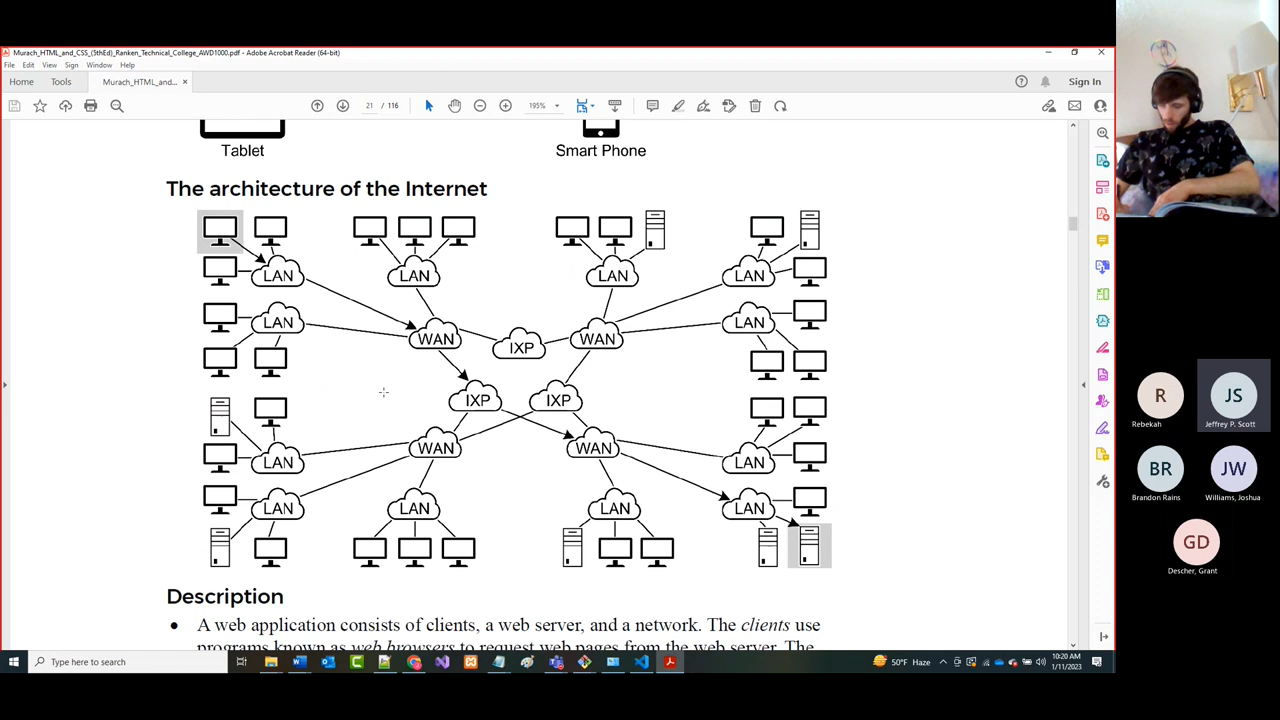 Murach_HTML_and_CSS_(5thEd)_Ranken_Technical_College_AWD1000.pdf - Adobe Acrobat Reader (64-bit)
File Edit View Sign Window Help
Home Tools Murach_HTML_and... × Sign In
21 / 116 195%
Tablet Smart Phone
The architecture of the Internet
LAN LAN LAN LAN
LAN WAN IXP WAN LAN
IXP IXP
LAN WAN WAN LAN
LAN LAN LAN LAN
Description
• A web application consists of clients, a web server, and a network. The clients use
programs known as web browsers to request web pages from the web server. The
R JS
Rebekah Jeffrey P. Scott
BR JW
Brandon Rains Williams, Joshua
GD
Descher, Grant
Type here to search
50°F Haze
10:20 AM
1/11/2023